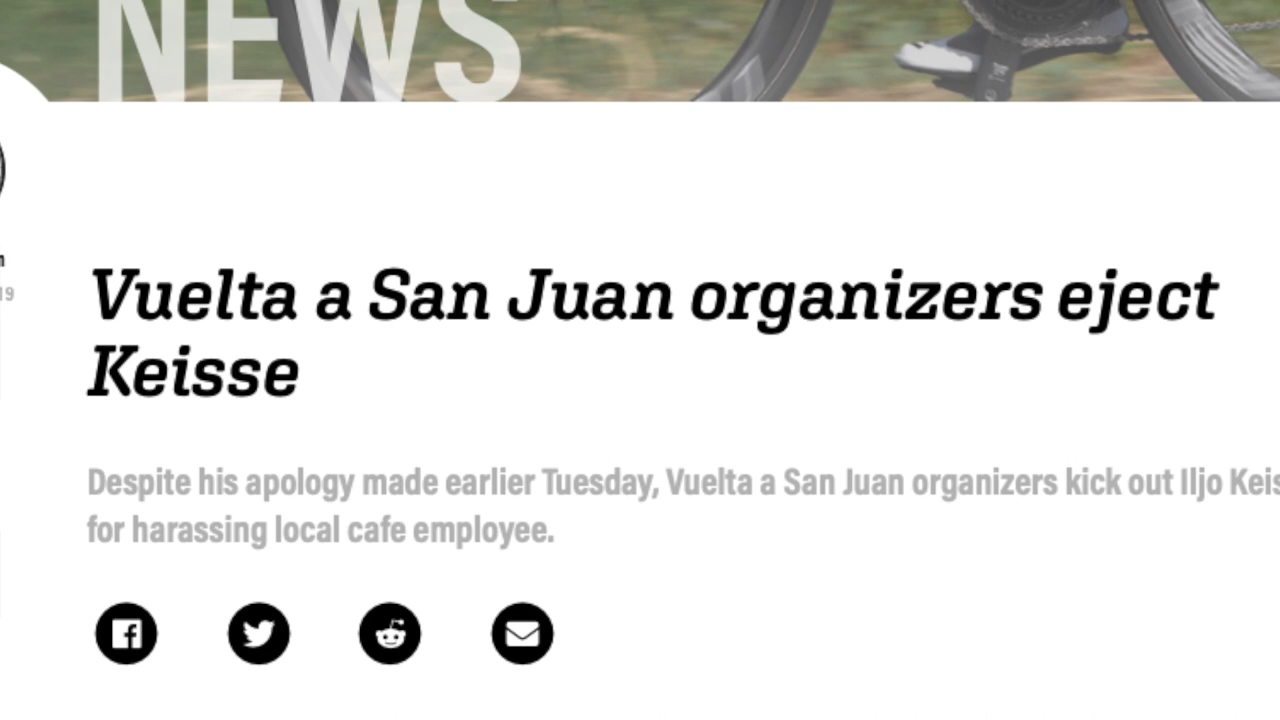 NEWS
19
Vuelta a San Juan organizers eject
Keisse
Despite his apology made earlier Tuesday, Vuelta a San Juan organizers kick out Iljo Keis
for harassing local cafe employee.